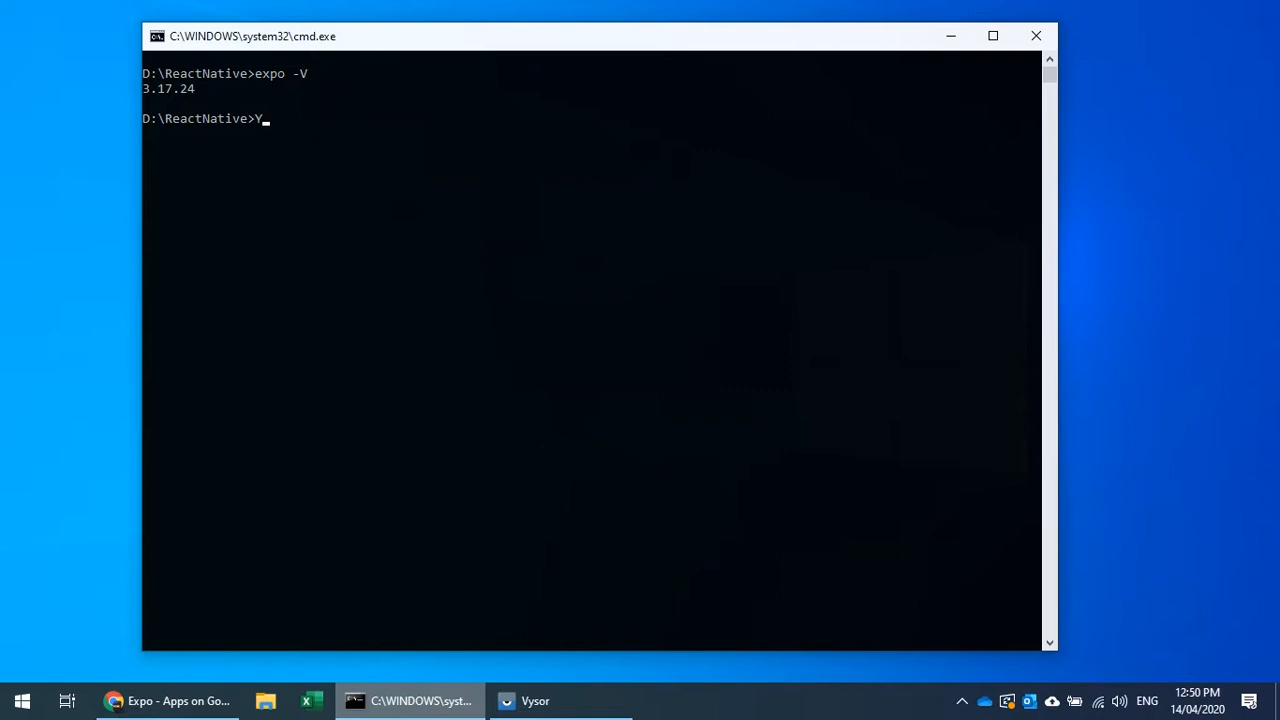 C:\WINDOWS\system32\cmd.exe
D:\ReactNative>expo -V
3.17.24
D:\ReactNative>Y_
Expo - Apps on Go...
C:\WINDOWS\syst...
Vysor
ENG
12:50 PM
14/04/2020